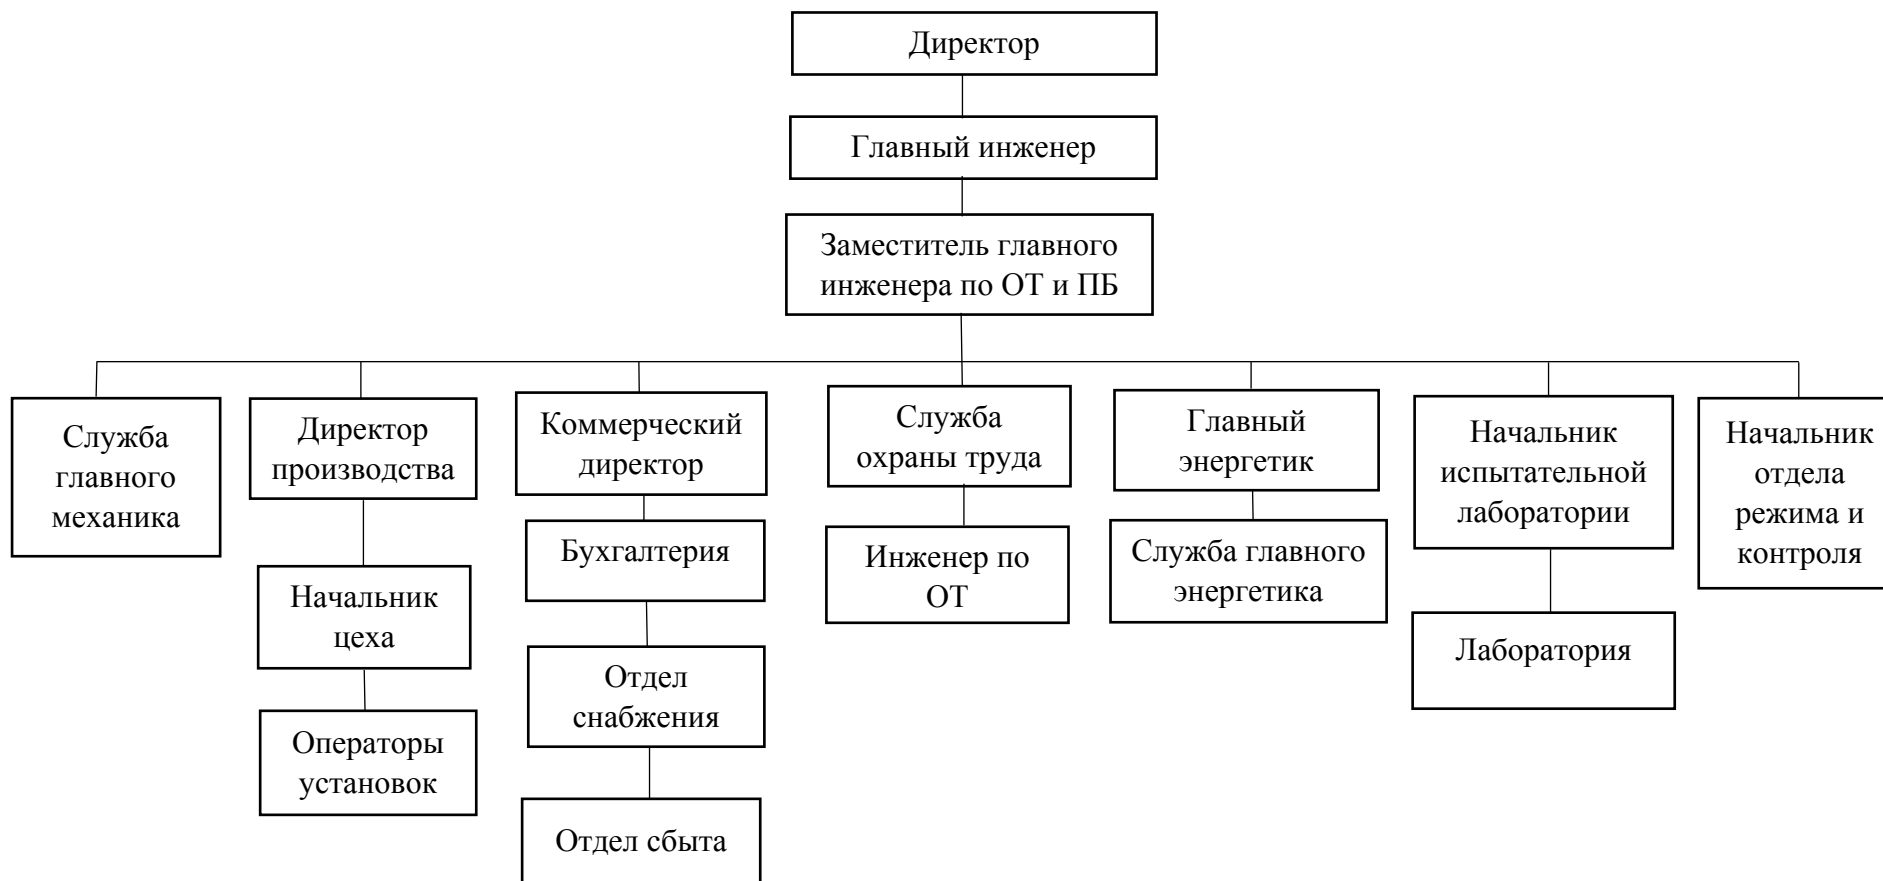 Директор
Главный инженер
Заместитель главного
инженера по ОТ и ПБ
Служба
главного
механика
Директор
производства
Коммерческий
директор
Служба
охраны труда
Главный
энергетик
Начальник
испытательной
лаборатории
Начальник
отдела
режима и
контроля
Начальник
цеха
Бухгалтерия
Инженер по
ОТ
Служба главного
энергетика
Лаборатория
Операторы
установок
Отдел
снабжения
Отдел сбыта